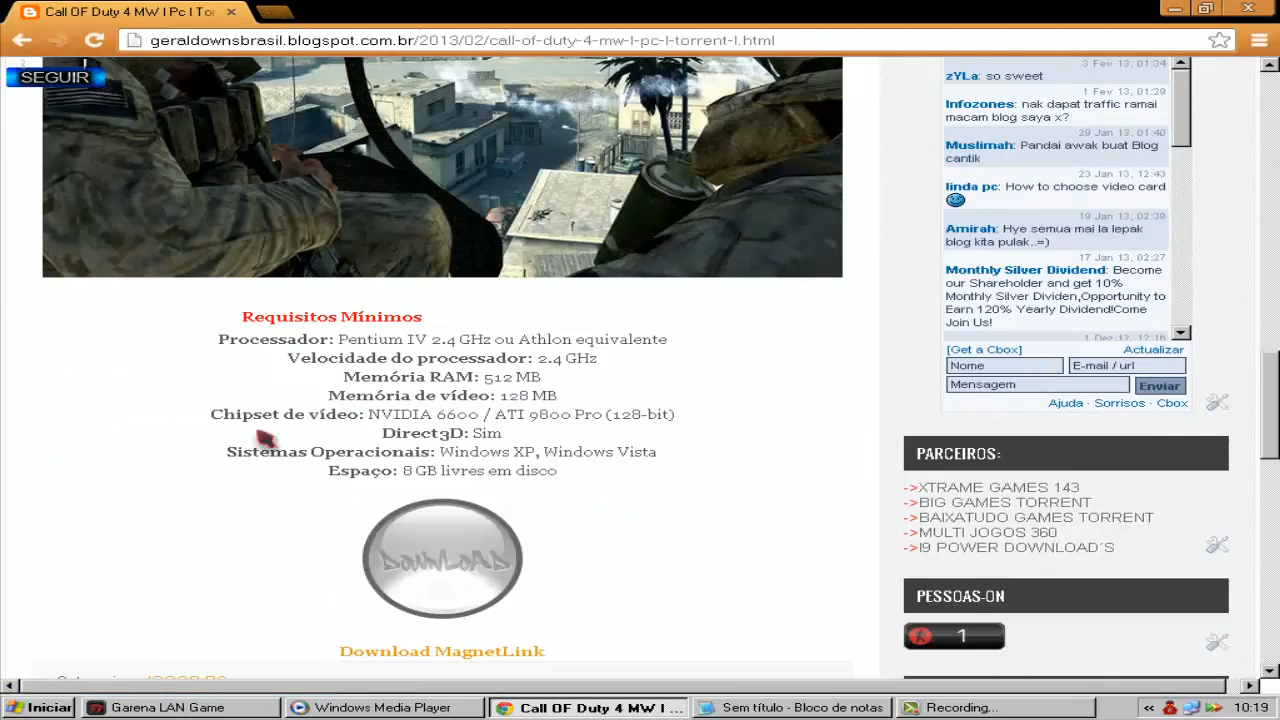 Call OF Duty 4 MW l Pc l Tor
geraldownsbrasil.blogspot.com.br/2013/02/call-of-duty-4-mw-l-pc-l-torrent-l.html
SEGUIR
Requisitos Mínimos
Processador: Pentium IV 2.4 GHz ou Athlon equivalente
Velocidade do processador: 2.4 GHz
Memória RAM: 512 MB
Memória de vídeo: 128 MB
Chipset de vídeo: NVIDIA 6600 / ATI 9800 Pro (128-bit)
Direct3D: Sim
Sistemas Operacionais: Windows XP, Windows Vista
Espaço: 8 GB livres em disco
DownLoAD
Download MagnetLink
3 Fev 13, 01:34
zYLa: so sweet
1 Fev 13, 01:29
Infozones: nak dapat traffic ramai
macam blog saya x?
29 Jan 13, 01:40
Muslimah: Pandai awak buat Blog
cantik
23 Jan 13, 12:43
linda pc: How to choose video card
19 Jan 13, 02:39
Amirah: Hye semua mai la lepak
blog kita pulak..=)
17 Jan 13, 02:27
Monthly Silver Dividend: Become
our Shareholder and get 10%
Monthly Silver Dividen,Opportunity to
Earn 120% Yearly Dividend!Come
Join Us!
1 Dez 12, 12:16
[Get a Cbox] Actualizar
Nome E-mail / url
Mensagem Enviar
Ajuda · Sorrisos · Cbox
PARCEIROS:
->XTRAME GAMES 143
->BIG GAMES TORRENT
->BAIXATUDO GAMES TORRENT
->MULTI JOGOS 360
->I9 POWER DOWNLOAD´S
PESSOAS-ON
1
Iniciar Garena LAN Game Windows Media Player Call OF Duty 4 MW l ... Sem título - Bloco de notas Recording... 10:19